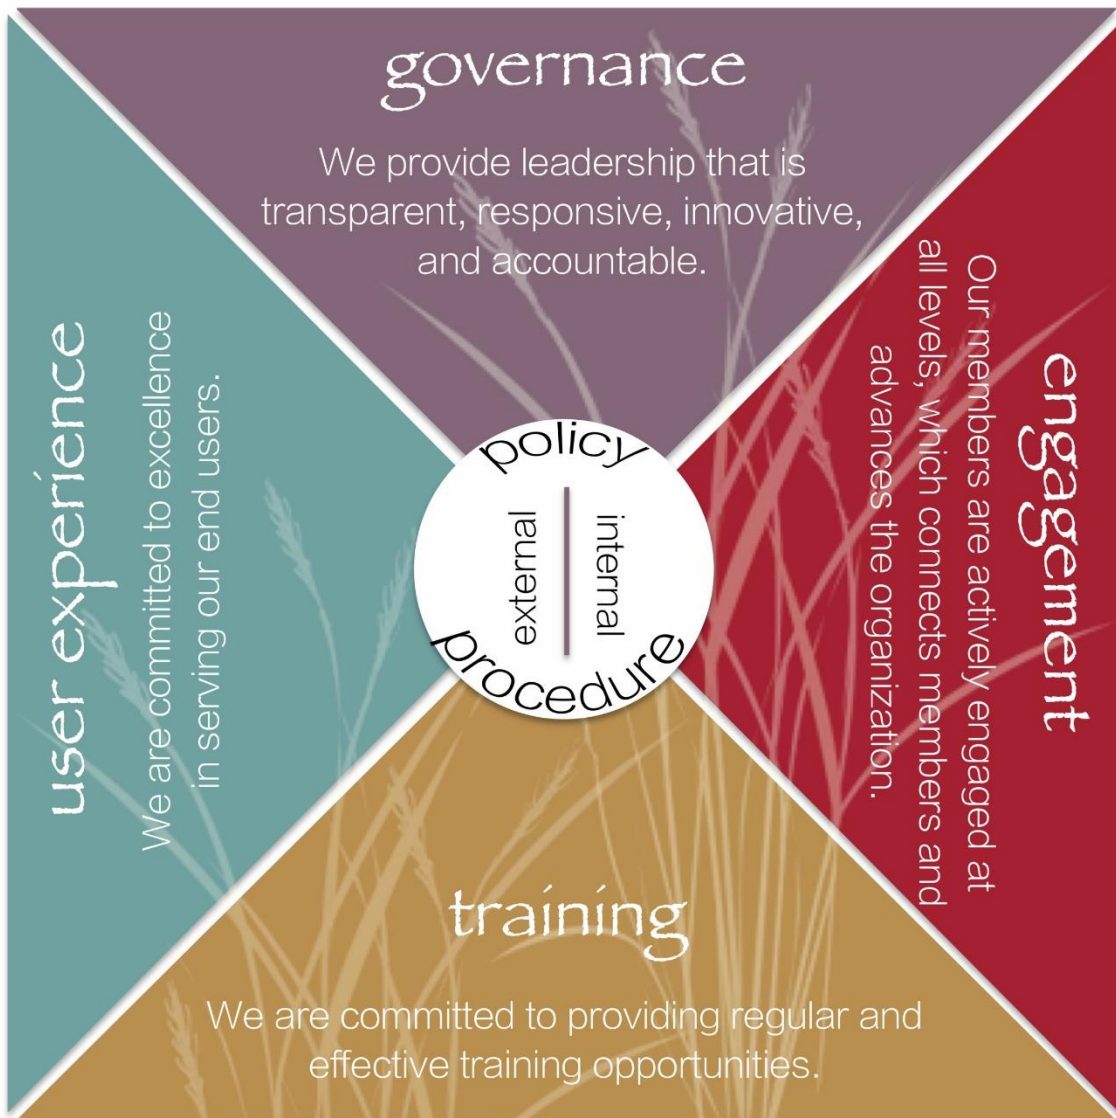 governance
We provide leadership that is
transparent, responsive, innovative,
and accountable.
user experience
We are committed to excellence
in serving our end users.
policy
external
internal
procedure
engagement
Our members are actively engaged at
all levels, which connects members and
advances the organization.
training
We are committed to providing regular and
effective training opportunities.